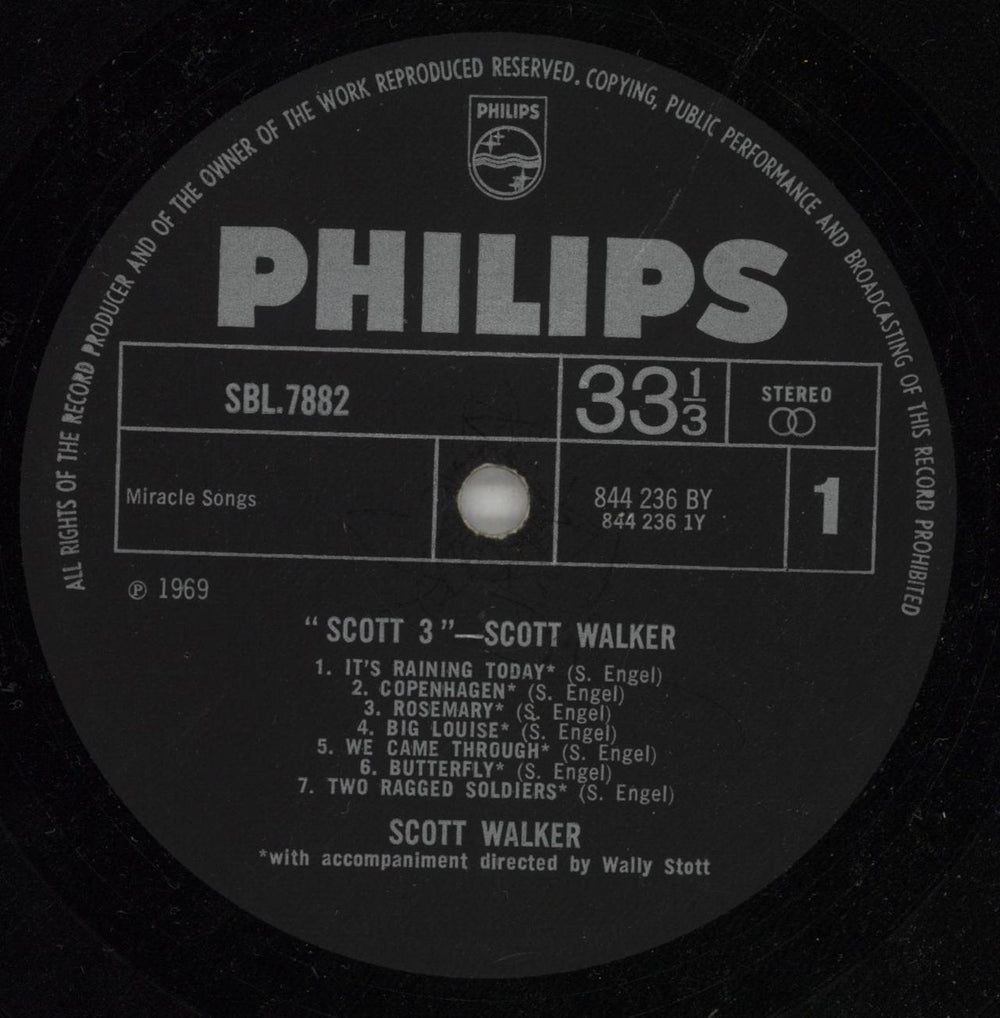 ALL RIGHTS OF THE RECORD PRODUCER AND OF THE OWNER OF THE WORK REPRODUCED RESERVED. COPYING, PUBLIC PERFORMANCE AND BROADCASTING OF THIS RECORD PROHIBITED
PHILIPS
PHILIPS
SBL.7882
33 1/3
STEREO
Miracle Songs
844 236 BY
844 236 1Y
1
℗ 1969
“SCOTT 3”—SCOTT WALKER
1. IT'S RAINING TODAY* (S. Engel)
2. COPENHAGEN* (S. Engel)
3. ROSEMARY* (S. Engel)
4. BIG LOUISE* (S. Engel)
5. WE CAME THROUGH* (S. Engel)
6. BUTTERFLY* (S. Engel)
7. TWO RAGGED SOLDIERS* (S. Engel)
SCOTT WALKER
*with accompaniment directed by Wally Stott